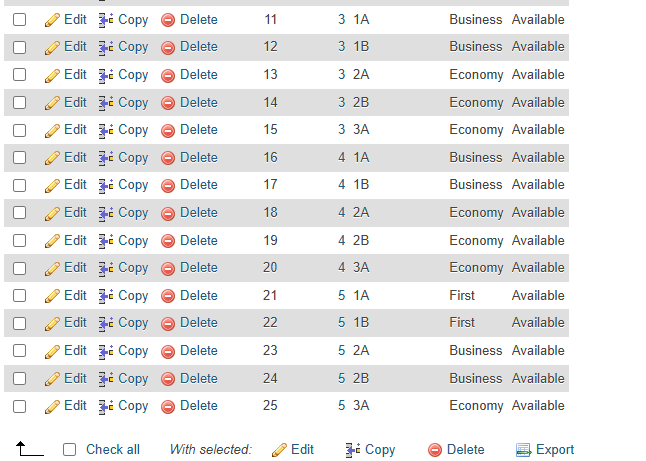 Edit Copy Delete 11 3 1A Business Available
Edit Copy Delete 12 3 1B Business Available
Edit Copy Delete 13 3 2A Economy Available
Edit Copy Delete 14 3 2B Economy Available
Edit Copy Delete 15 3 3A Economy Available
Edit Copy Delete 16 4 1A Business Available
Edit Copy Delete 17 4 1B Business Available
Edit Copy Delete 18 4 2A Economy Available
Edit Copy Delete 19 4 2B Economy Available
Edit Copy Delete 20 4 3A Economy Available
Edit Copy Delete 21 5 1A First Available
Edit Copy Delete 22 5 1B First Available
Edit Copy Delete 23 5 2A Business Available
Edit Copy Delete 24 5 2B Business Available
Edit Copy Delete 25 5 3A Economy Available
Check all With selected: Edit Copy Delete Export